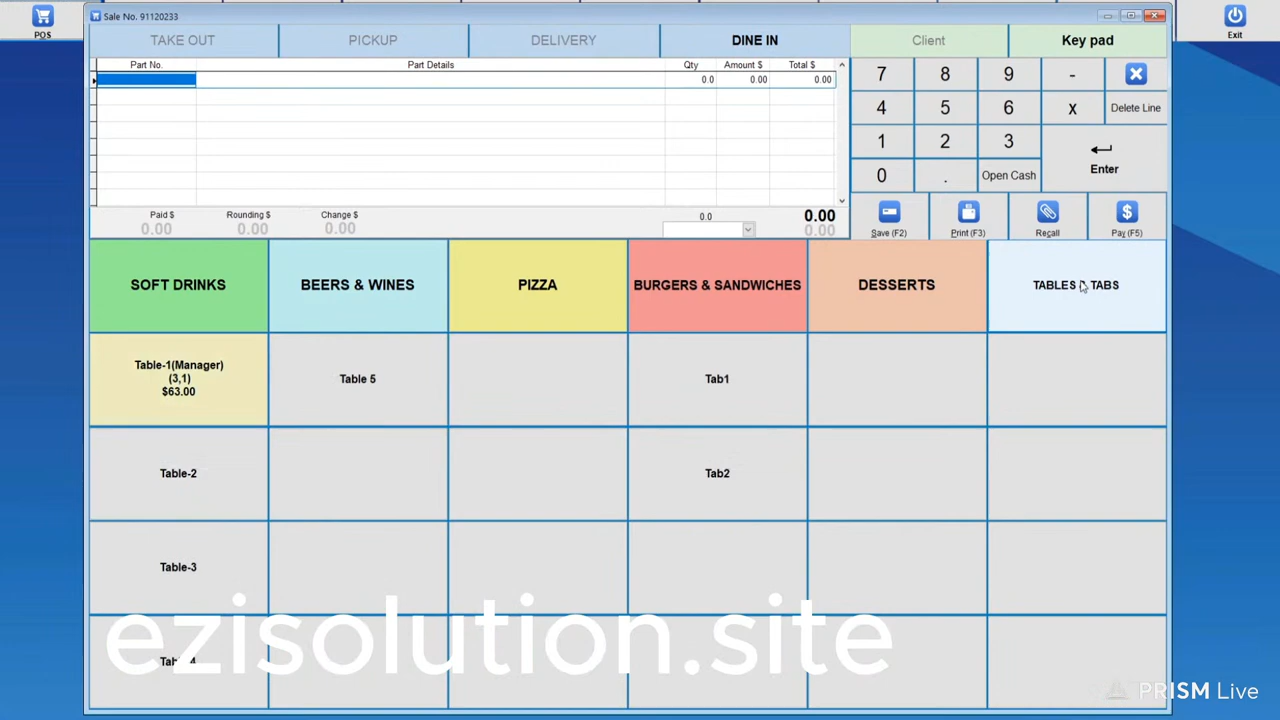 Sale No. 91120233
POS
Exit
TAKE OUT
PICKUP
DELIVERY
DINE IN
Client
Key pad
Part No.
Part Details
Qty
Amount $
Total $
0.0
0.00
0.00
7
8
9
-
4
5
6
x
Delete Line
1
2
3
Enter
0
.
Open Cash
Paid $
Rounding $
Change $
0.0
0.00
0.00
0.00
0.00
0.00
Save (F2)
Print (F3)
Recall
Pay (F5)
SOFT DRINKS
BEERS & WINES
PIZZA
BURGERS & SANDWICHES
DESSERTS
TABLES TABS
Table-1(Manager)
(3,1)
$63.00
Table 5
Tab1
Table-2
Tab2
Table-3
ezisolution.site
PRISM Live